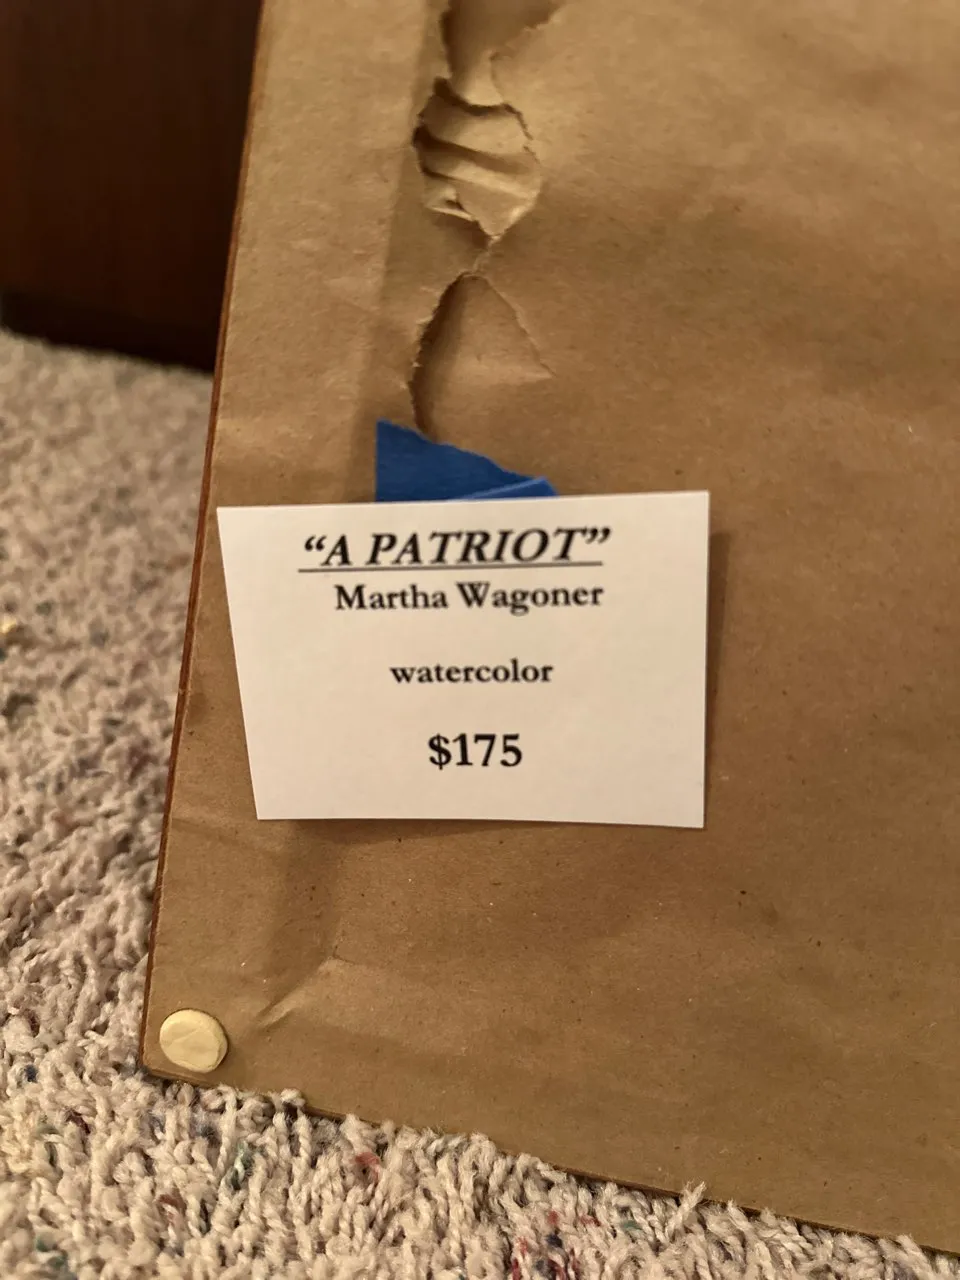 “A PATRIOT”
Martha Wagoner
watercolor
$175